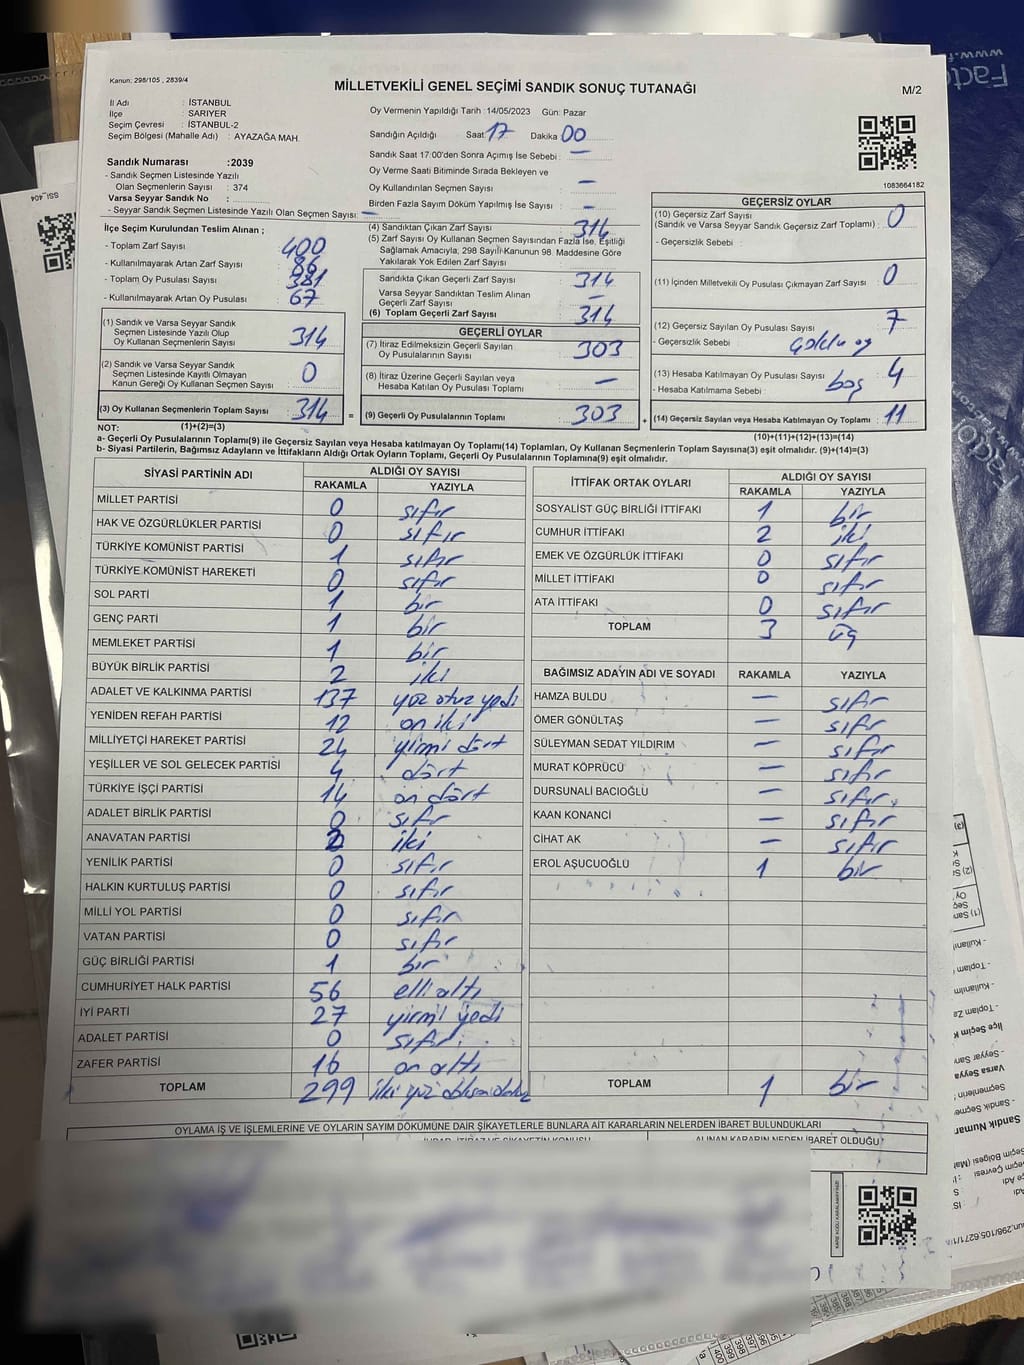 Kanun: 298/105 , 2839/4
MİLLETVEKİLİ GENEL SEÇİMİ SANDIK SONUÇ TUTANAĞI
M/2
İl Adı : İSTANBUL
İlçe : SARIYER
Seçim Çevresi : İSTANBUL-2
Seçim Bölgesi (Mahalle Adı) : AYAZAĞA MAH.
Sandık Numarası :2039
- Sandık Seçmen Listesinde Yazılı
Olan Seçmenlerin Sayısı : 374
Varsa Seyyar Sandık No :
- Seyyar Sandık Seçmen Listesinde Yazılı Olan Seçmen Sayısı: —
Oy Vermenin Yapıldığı Tarih : 14/05/2023 Gün: Pazar
Sandığın Açıldığı Saat 17 Dakika 00
Sandık Saat 17:00'den Sonra Açımış İse Sebebi : —
Oy Verme Saati Bitiminde Sırada Bekleyen ve
Oy Kullandırılan Seçmen Sayısı : —
Birden Fazla Sayım Döküm Yapılmış İse Sayısı : —
1083664182
İlçe Seçim Kurulundan Teslim Alınan ;
- Toplam Zarf Sayısı : 400
- Kullanılmayarak Artan Zarf Sayısı : 86
- Toplam Oy Pusulası Sayısı : 381
- Kullanılmayarak Artan Oy Pusulası : 67
(4) Sandıktan Çıkan Zarf Sayısı : 314
(5) Zarf Sayısı Oy Kullanan Seçmen Sayısından Fazla İse, Eşitliği
Sağlamak Amacıyla; 298 Sayılı Kanunun 98. Maddesine Göre
Yakılarak Yok Edilen Zarf Sayısı :
Sandıkta Çıkan Geçerli Zarf Sayısı : 314
Varsa Seyyar Sandıktan Teslim Alınan
Geçerli Zarf Sayısı : —
(6) Toplam Geçerli Zarf Sayısı : 314
GEÇERSİZ OYLAR
(10) Geçersiz Zarf Sayısı
(Sandık ve Varsa Seyyar Sandık Geçersiz Zarf Toplamı) : 0
- Geçersizlik Sebebi :
(11) İçinden Milletvekili Oy Pusulası Çıkmayan Zarf Sayısı : 0
(12) Geçersiz Sayılan Oy Pusulası Sayısı : 7
- Geçersizlik Sebebi :
(13) Hesaba Katılmayan Oy Pusulası Sayısı : 4
- Hesaba Katılmama Sebebi : boş
(14) Geçersiz Sayılan veya Hesaba Katılmayan Oy Toplamı : 11
(10)+(11)+(12)+(13)=(14)
(1) Sandık ve Varsa Seyyar Sandık
Seçmen Listesinde Yazılı Olup
Oy Kullanan Seçmenlerin Sayısı : 314
(2) Sandık ve Varsa Seyyar Sandık
Seçmen Listesinde Kayıtlı Olmayan
Kanun Gereği Oy Kullanan Seçmen Sayısı : 0
(3) Oy Kullanan Seçmenlerin Toplam Sayısı : 314 =
GEÇERLİ OYLAR
(7) İtiraz Edilmeksizin Geçerli Sayılan
Oy Pusulalarının Sayısı : 303
(8) İtiraz Üzerine Geçerli Sayılan veya
Hesaba Katılan Oy Pusulası Toplamı : —
(9) Geçerli Oy Pusulalarının Toplamı : 303 +
NOT: (1)+(2)=(3)
a- Geçerli Oy Pusulalarının Toplamı(9) ile Geçersiz Sayılan veya Hesaba katılmayan Oy Toplamı(14) Toplamları, Oy Kullanan Seçmenlerin Toplam Sayısına(3) eşit olmalıdır. (9)+(14)=(3)
b- Siyasi Partilerin, Bağımsız Adayların ve İttifakların Aldığı Ortak Oyların Toplamı, Geçerli Oy Pusulalarının Toplamına(9) eşit olmalıdır.
SİYASİ PARTİNİN ADI ALDIĞI OY SAYISI
RAKAMLA YAZIYLA
MİLLET PARTİSİ 0 sıfır
HAK VE ÖZGÜRLÜKLER PARTİSİ 0 sıfır
TÜRKİYE KOMÜNİST PARTİSİ 1 sıfır
TÜRKİYE KOMÜNİST HAREKETİ 0 sıfır
SOL PARTİ 1 bir
GENÇ PARTİ 1 bir
MEMLEKET PARTİSİ 1 bir
BÜYÜK BİRLİK PARTİSİ 2 iki
ADALET VE KALKINMA PARTİSİ 137 yüz otuz yedi
YENİDEN REFAH PARTİSİ 12 on iki
MİLLİYETÇİ HAREKET PARTİSİ 24 yirmi dört
YEŞİLLER VE SOL GELECEK PARTİSİ 4 dört
TÜRKİYE İŞÇİ PARTİSİ 14 on dört
ADALET BİRLİK PARTİSİ 0 sıfır
ANAVATAN PARTİSİ 2 iki
YENİLİK PARTİSİ 0 sıfır
HALKIN KURTULUŞ PARTİSİ 0 sıfır
MİLLİ YOL PARTİSİ 0 sıfır
VATAN PARTİSİ 0 sıfır
GÜÇ BİRLİĞİ PARTİSİ 1 bir
CUMHURİYET HALK PARTİSİ 56 elli altı
İYİ PARTİ 27 yirmi yedi
ADALET PARTİSİ 0 sıfır
ZAFER PARTİSİ 16 on altı
TOPLAM 299 iki yüz doksan dokuz
İTTİFAK ORTAK OYLARI ALDIĞI OY SAYISI
RAKAMLA YAZIYLA
SOSYALİST GÜÇ BİRLİĞİ İTTİFAKI 1 bir
CUMHUR İTTİFAKI 2 iki
EMEK VE ÖZGÜRLÜK İTTİFAKI 0 sıfır
MİLLET İTTİFAKI 0 sıfır
ATA İTTİFAKI 0 sıfır
TOPLAM 3 üç
BAĞIMSIZ ADAYIN ADI VE SOYADI RAKAMLA YAZIYLA
HAMZA BULDU — sıfır
ÖMER GÖNÜLTAŞ — sıfır
SÜLEYMAN SEDAT YILDIRIM — sıfır
MURAT KÖPRÜCÜ — sıfır
DURSUNALİ BACIOĞLU — sıfır
KAAN KONANCİ — sıfır
CİHAT AK — sıfır
EROL AŞUCUOĞLU 1 bir
TOPLAM 1 bir
OYLAMA İŞ VE İŞLEMLERİNE VE OYLARIN SAYIM DÖKÜMÜNE DAİR ŞİKAYETLERLE BUNLARA AİT KARARLARIN NELERDEN İBARET BULUNDUKLARI
ALINAN KARARIN NEDEN İBARET OLDUĞU